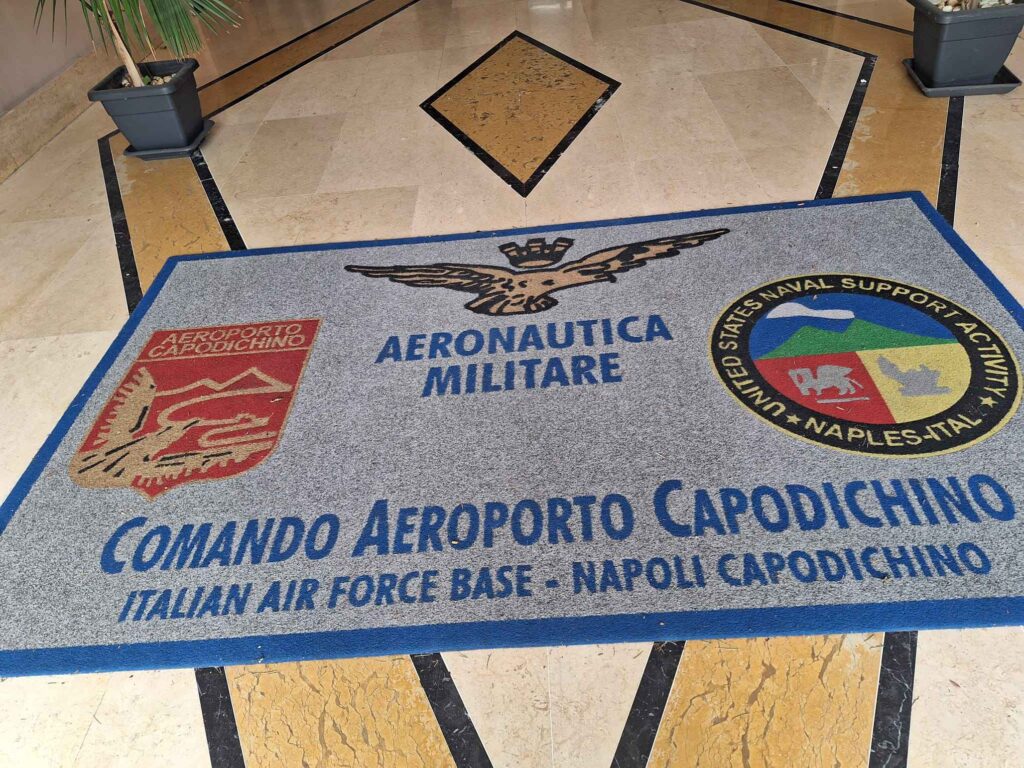 AERONAUTICA
MILITARE
AEROPORTO
CAPODICHINO
UNITED STATES NAVAL SUPPORT ACTIVITY
★ NAPLES-ITAL ★
COMANDO AEROPORTO CAPODICHINO
ITALIAN AIR FORCE BASE - NAPOLI CAPODICHINO